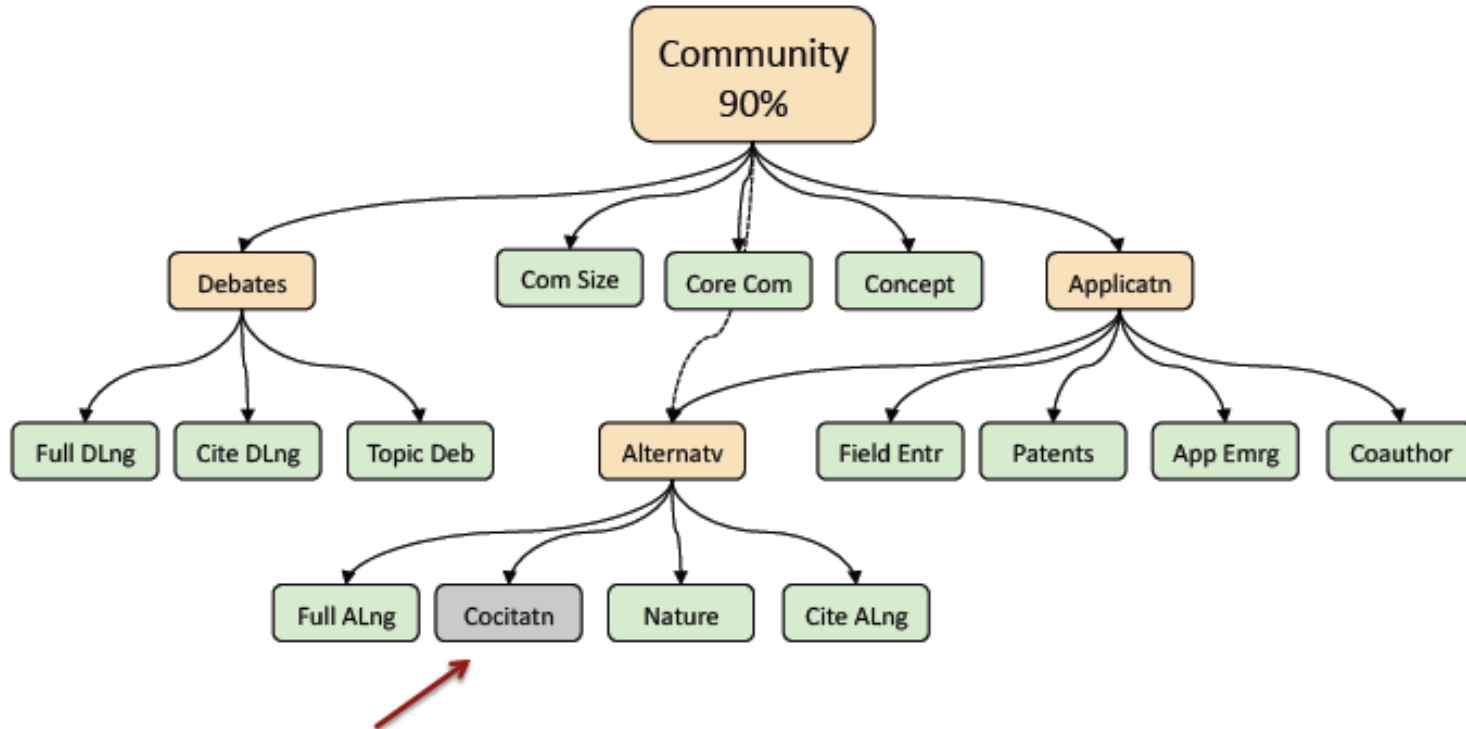 Community
90%
Debates
Com Size
Core Com
Concept
Applicatn
Full DLng
Cite DLng
Topic Deb
Alternatv
Field Entr
Patents
App Emrg
Coauthor
Full ALng
Cocitatn
Nature
Cite ALng